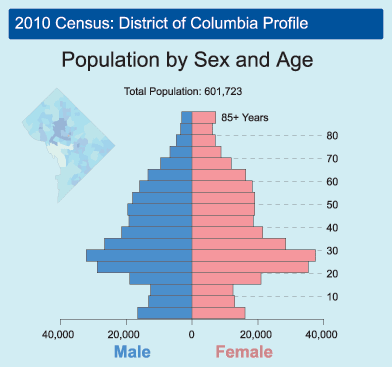 2010 Census: District of Columbia Profile
Population by Sex and Age
Total Population: 601,723
85+ Years
80
70
60
50
40
30
20
10
40,000 20,000 0 20,000 40,000
Male Female